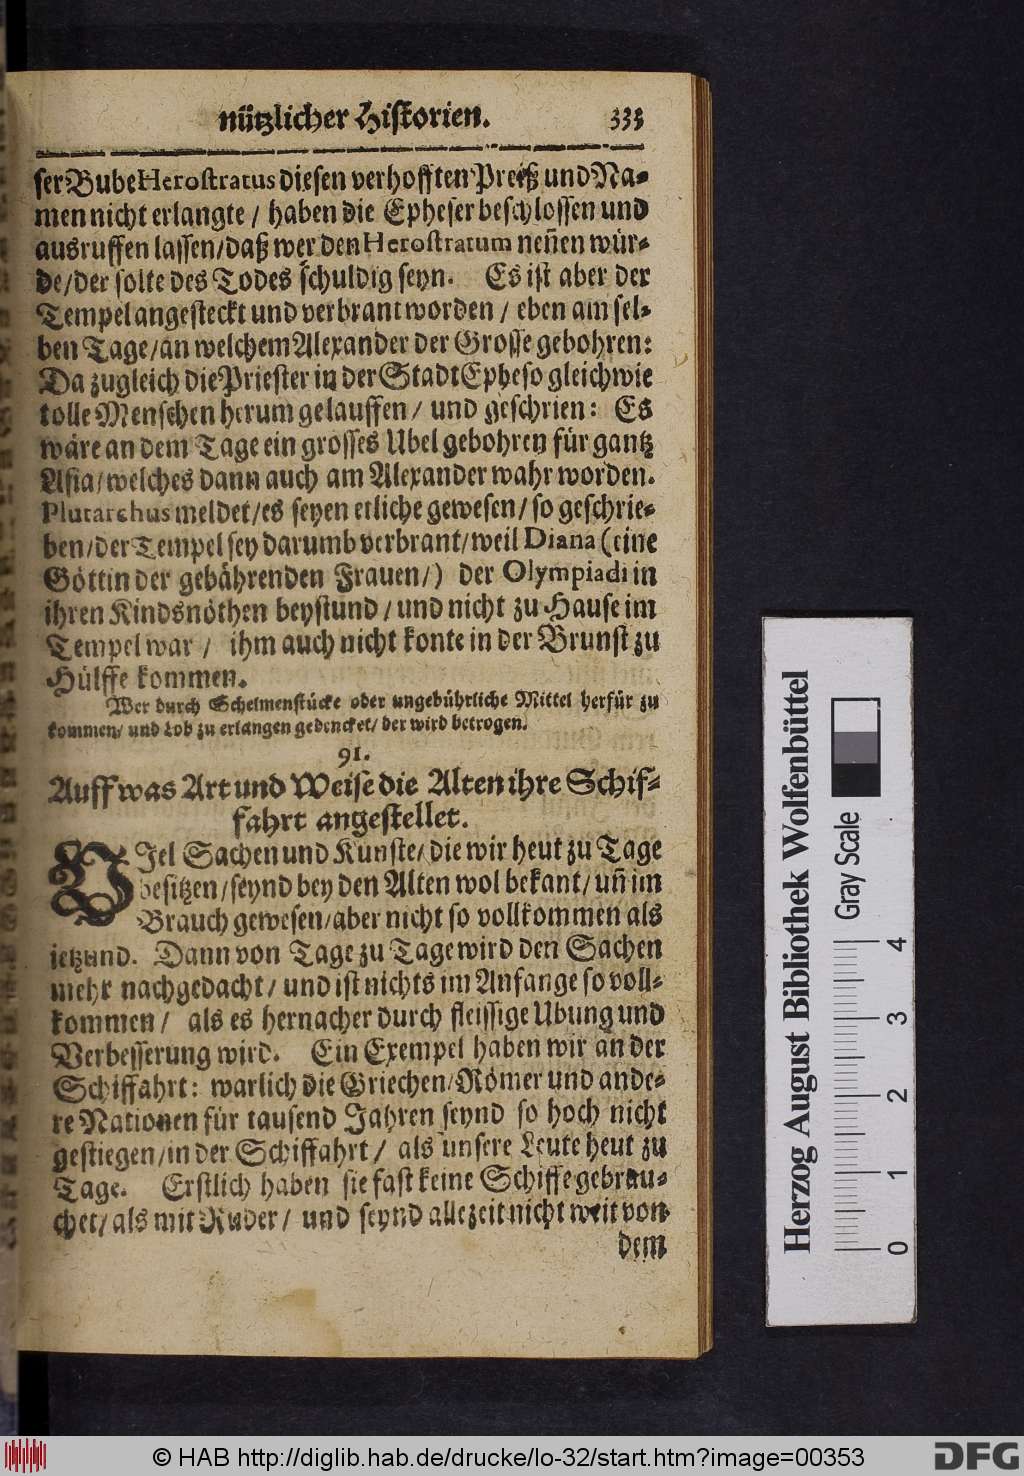 nützlicher Historien. 333
ser Bube Herostratus diesen verhofften Preiß und Na-
men nicht erlangte / haben die Epheser beschlossen und
ausruffen lassen / daß wer den Herostratum neñen wür-
de / der solte des Todes schuldig seyn. Es ist aber der
Tempel angesteckt und verbrant worden / eben am sel-
ben Tage / an welchem Alexander der Grosse gebohren:
Da zugleich die Priester in der Stadt Epheso gleichwie
tolle Menschen herum gelauffen / und geschrien: Es
wäre an dem Tage ein grosses Ubel gebohren für gantz
Asia / welches dann auch am Alexander wahr worden.
Plutarchus meldet / es seyen etliche gewesen / so geschrie-
ben / der Tempel sey darumb verbrant / weil Diana (eine
Göttin der gebährenden Frauen /) der Olympiadi in
ihren Kindsnöthen beystund / und nicht zu Hause im
Tempel war / ihm auch nicht konte in der Brunst zu
Hülffe kommen.
Wer durch Schelmenstücke oder ungebührliche Mittel herfür zu
kommen / und Lob zu erlangen gedencket / der wird betrogen.
91.
Auff was Art und Weise die Alten ihre Schif-
fahrt angestellet.
VJel Sachen und Künste / die wir heut zu Tage
besitzen / seynd bey den Alten wol bekant / uñ im
Brauch gewesen / aber nicht so vollkommen als
ietzund. Dann von Tage zu Tage wird den Sachen
mehr nachgedacht / und ist nichts im Anfange so voll-
kommen / als es hernacher durch fleissige Ubung und
Verbesserung wird. Ein Exempel haben wir an der
Schiffahrt: warlich die Griechen / Römer und ande-
re Nationen für tausend Jahren seynd so hoch nicht
gestiegen / in der Schiffahrt / als unsere Leute heut zu
Tage. Erstlich haben sie fast keine Schiffe gebrau-
chet / als mit Ruder / und seynd allezeit nicht weit von
dem
Herzog August Bibliothek Wolfenbüttel
Gray Scale
0 1 2 3 4
© HAB http://diglib.hab.de/drucke/lo-32/start.htm?image=00353
DFG